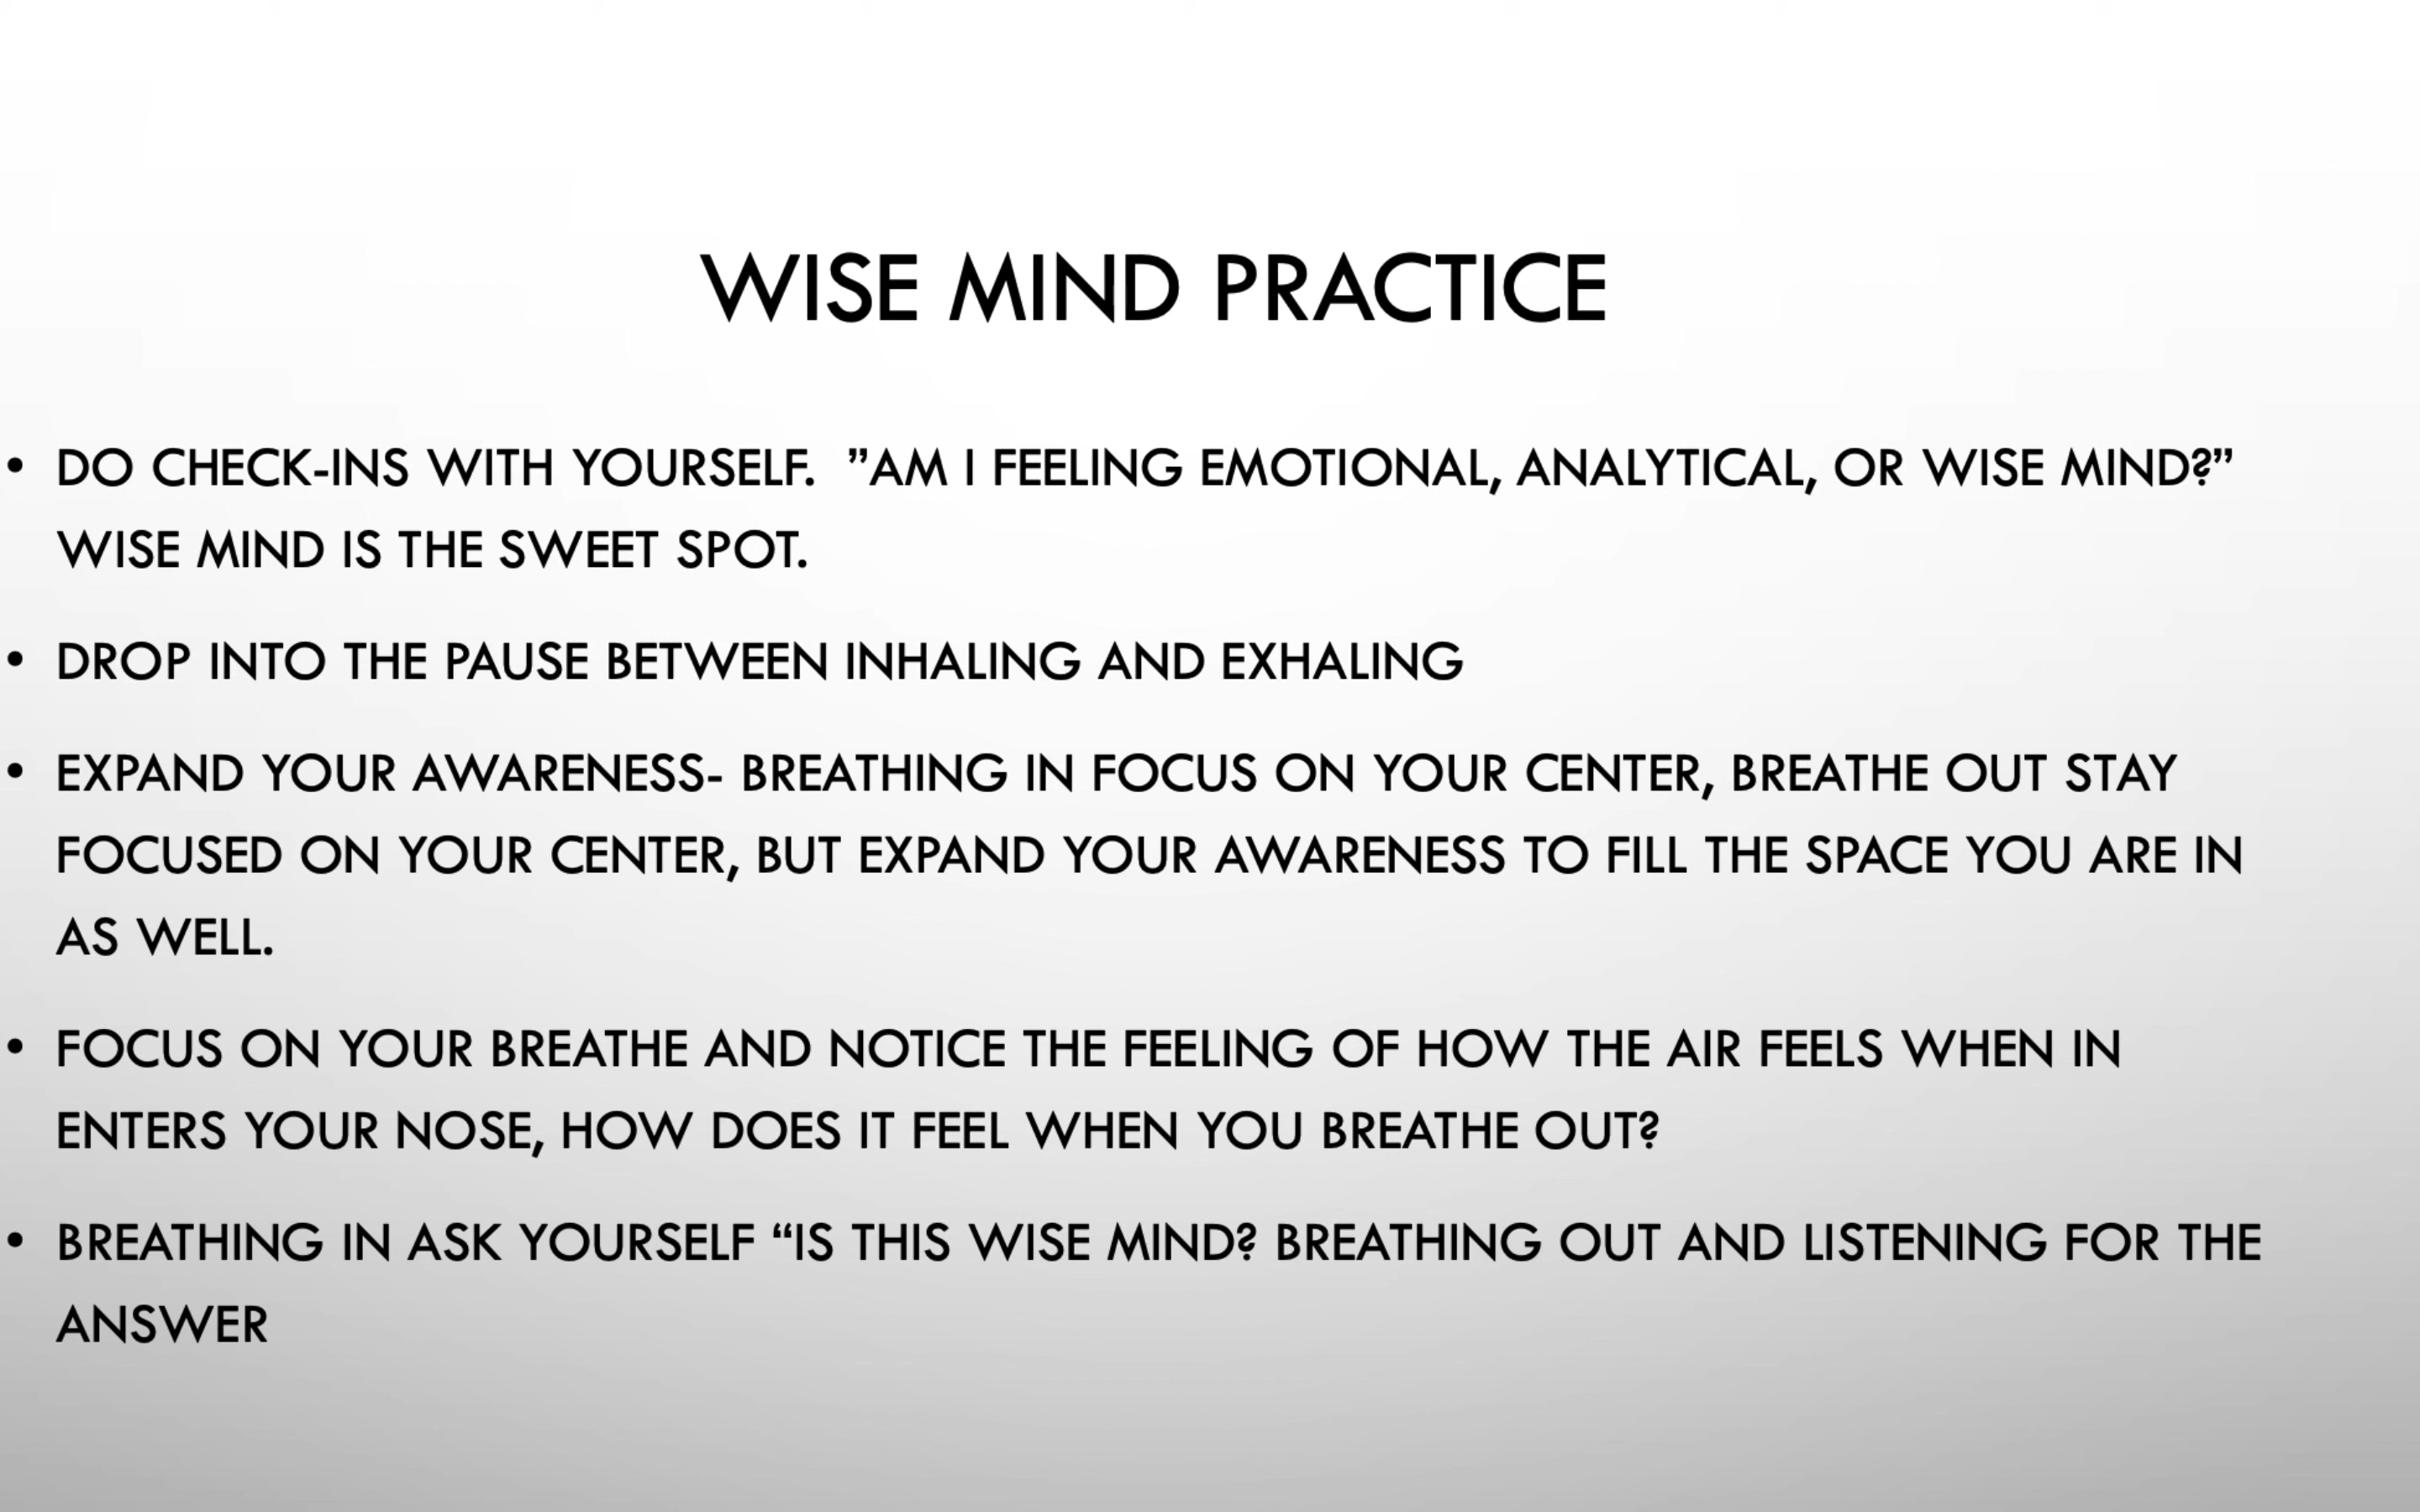 WISE MIND PRACTICE
• DO CHECK-INS WITH YOURSELF.  ”AM I FEELING EMOTIONAL, ANALYTICAL, OR WISE MIND?”
WISE MIND IS THE SWEET SPOT.
• DROP INTO THE PAUSE BETWEEN INHALING AND EXHALING
• EXPAND YOUR AWARENESS- BREATHING IN FOCUS ON YOUR CENTER, BREATHE OUT STAY
FOCUSED ON YOUR CENTER, BUT EXPAND YOUR AWARENESS TO FILL THE SPACE YOU ARE IN
AS WELL.
• FOCUS ON YOUR BREATHE AND NOTICE THE FEELING OF HOW THE AIR FEELS WHEN IN
ENTERS YOUR NOSE, HOW DOES IT FEEL WHEN YOU BREATHE OUT?
• BREATHING IN ASK YOURSELF “IS THIS WISE MIND? BREATHING OUT AND LISTENING FOR THE
ANSWER